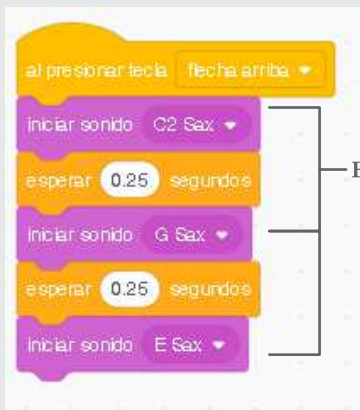 al presionar tecla flecha arriba
iniciar sonido C2 Sax
esperar 0.25 segundos
iniciar sonido G Sax
esperar 0.25 segundos
iniciar sonido E Sax